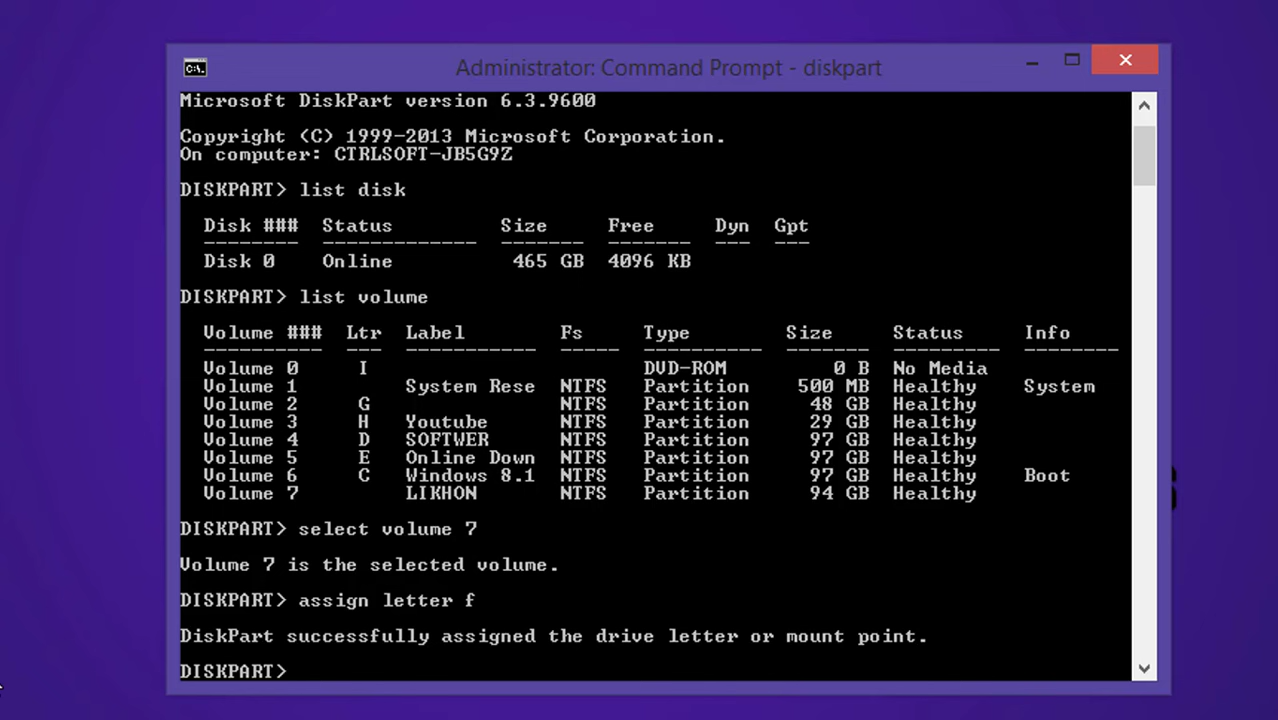 Administrator: Command Prompt - diskpart
Microsoft DiskPart version 6.3.9600
Copyright (C) 1999-2013 Microsoft Corporation.
On computer: CTRLSOFT-JB5G9Z
DISKPART> list disk
Disk ### Status Size Free Dyn Gpt
-------- ------------- ------- ------- --- ---
Disk 0 Online 465 GB 4096 KB
DISKPART> list volume
Volume ### Ltr Label Fs Type Size Status Info
---------- --- ----------- ----- ---------- ------- --------- --------
Volume 0 I DVD-ROM 0 B No Media
Volume 1 System Rese NTFS Partition 500 MB Healthy System
Volume 2 G NTFS Partition 48 GB Healthy
Volume 3 H Youtube NTFS Partition 29 GB Healthy
Volume 4 D SOFTWER NTFS Partition 97 GB Healthy
Volume 5 E Online Down NTFS Partition 97 GB Healthy
Volume 6 C Windows 8.1 NTFS Partition 97 GB Healthy Boot
Volume 7 LIKHON NTFS Partition 94 GB Healthy
DISKPART> select volume 7
Volume 7 is the selected volume.
DISKPART> assign letter f
DiskPart successfully assigned the drive letter or mount point.
DISKPART>